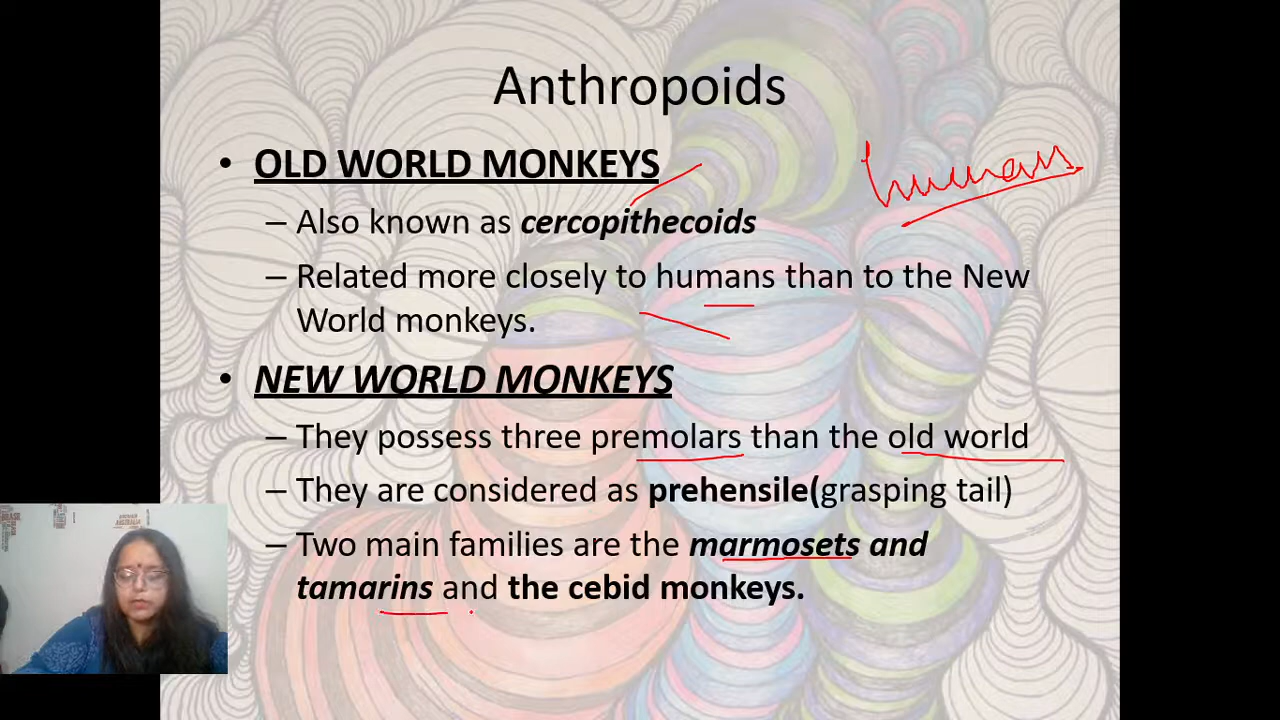 Anthropoids
• OLD WORLD MONKEYS
– Also known as cercopithecoids
– Related more closely to humans than to the New
World monkeys.
• NEW WORLD MONKEYS
– They possess three premolars than the old world
– They are considered as prehensile(grasping tail)
– Two main families are the marmosets and
tamarins and the cebid monkeys.
human